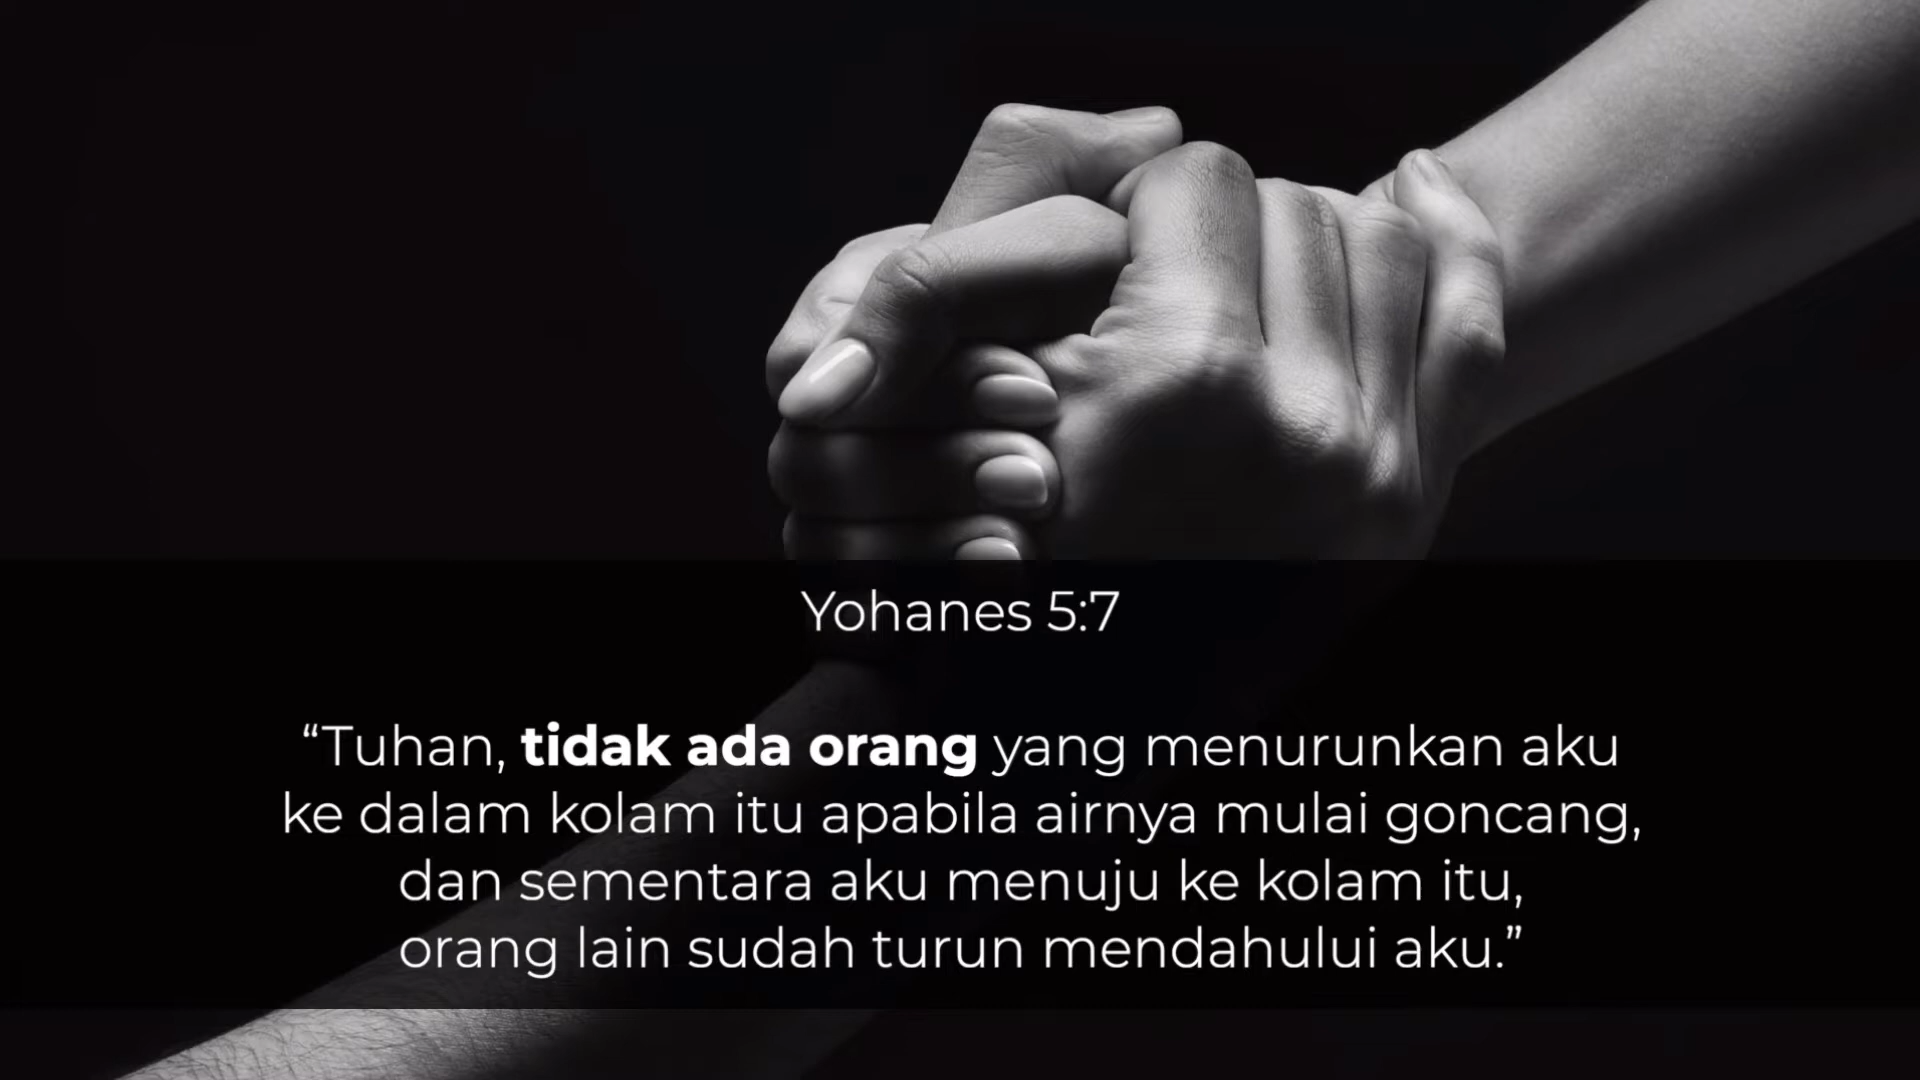 Yohanes 5:7
“Tuhan, tidak ada orang yang menurunkan aku
ke dalam kolam itu apabila airnya mulai goncang,
dan sementara aku menuju ke kolam itu,
orang lain sudah turun mendahului aku.”